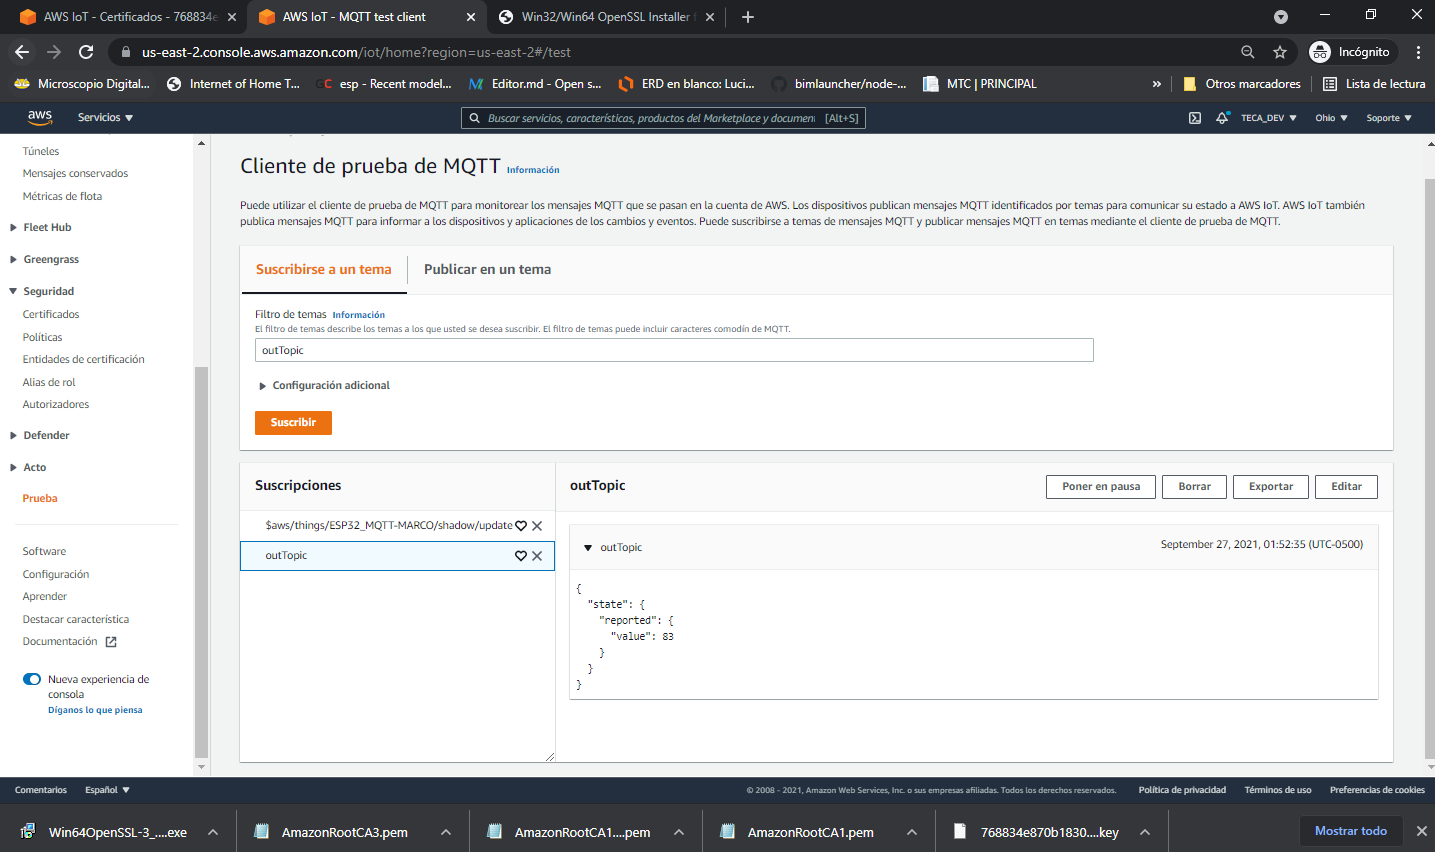 AWS IoT - Certificados - 768834e
AWS IoT - MQTT test client
Win32/Win64 OpenSSL Installer f
us-east-2.console.aws.amazon.com/iot/home?region=us-east-2#/test
Incógnito
Microscopio Digital...
Internet of Home T...
esp - Recent model...
Editor.md - Open s...
ERD en blanco: Luci...
bimlauncher/node-...
MTC | PRINCIPAL
»
Otros marcadores
Lista de lectura
aws
Servicios
Buscar servicios, características, productos del Marketplace y document
[Alt+S]
TECA_DEV
Ohio
Soporte
Túneles
Mensajes conservados
Métricas de flota
Fleet Hub
Greengrass
Seguridad
Certificados
Políticas
Entidades de certificación
Alias de rol
Autorizadores
Defender
Acto
Prueba
Software
Configuración
Aprender
Destacar característica
Documentación
Nueva experiencia de
consola
Díganos lo que piensa
Cliente de prueba de MQTT Información
Puede utilizar el cliente de prueba de MQTT para monitorear los mensajes MQTT que se pasan en la cuenta de AWS. Los dispositivos publican mensajes MQTT identificados por temas para comunicar su estado a AWS IoT. AWS IoT también
publica mensajes MQTT para informar a los dispositivos y aplicaciones de los cambios y eventos. Puede suscribirse a temas de mensajes MQTT y publicar mensajes MQTT en temas mediante el cliente de prueba de MQTT.
Suscribirse a un tema
Publicar en un tema
Filtro de temas Información
El filtro de temas describe los temas a los que usted se desea suscribir. El filtro de temas puede incluir caracteres comodín de MQTT.
outTopic
Configuración adicional
Suscribir
Suscripciones
$aws/things/ESP32_MQTT-MARCO/shadow/update
outTopic
outTopic
Poner en pausa
Borrar
Exportar
Editar
outTopic
September 27, 2021, 01:52:35 (UTC-0500)
{
"state": {
"reported": {
"value": 83
}
}
}
Comentarios
Español
© 2008 - 2021, Amazon Web Services, Inc. o sus empresas afiliadas. Todos los derechos reservados.
Política de privacidad
Términos de uso
Preferencias de cookies
Win64OpenSSL-3_....exe
AmazonRootCA3.pem
AmazonRootCA1....pem
AmazonRootCA1.pem
768834e870b1830....key
Mostrar todo